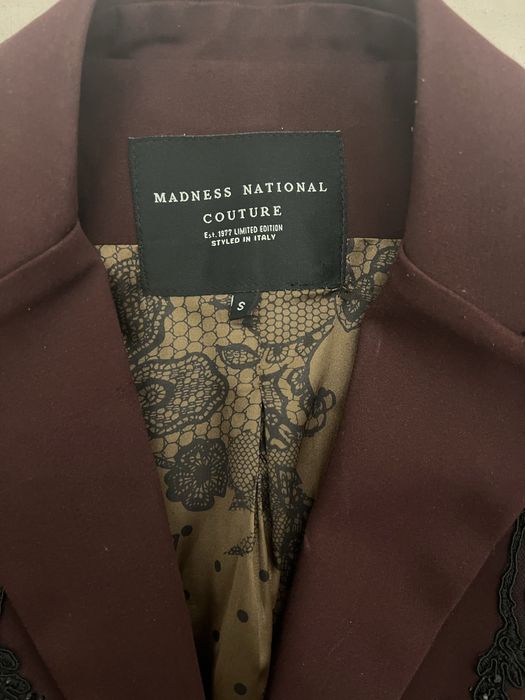 MADNESS NATIONAL
COUTURE
Est. 1977 LIMITED EDITION
STYLED IN ITALY
S